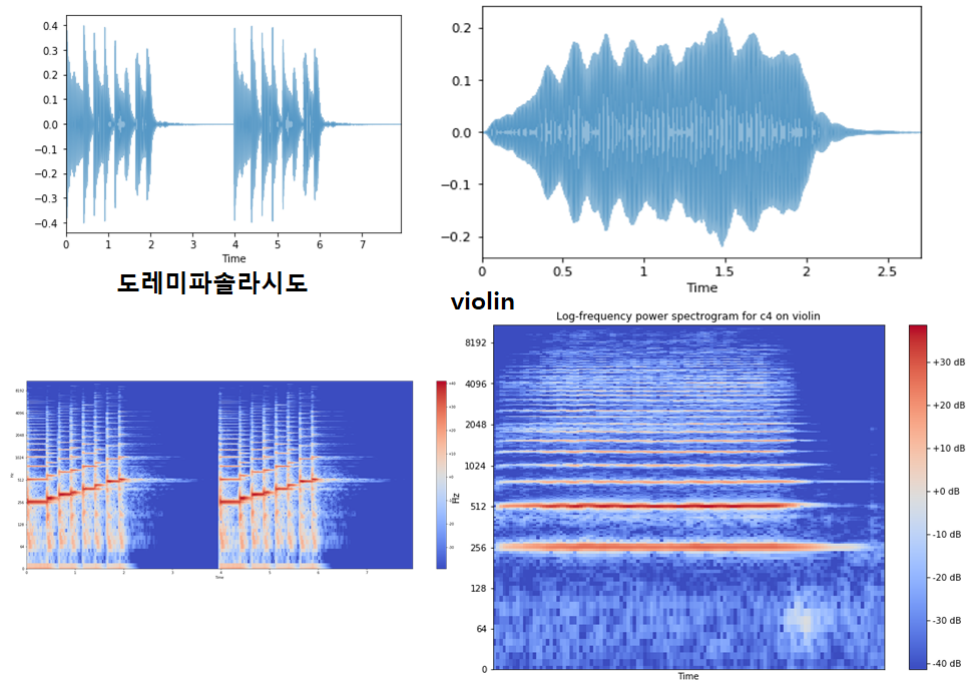 0.4
0.3
0.2
0.1
0.0
−0.1
−0.2
−0.3
−0.4
0 1 2 3 4 5 6 7
Time
도레미파솔라시도
0.2
0.1
0.0
−0.1
−0.2
0 0.5 1 1.5 2 2.5
Time
violin
Log-frequency power spectrogram for c4 on violin
Hz
8192
4096
2048
1024
512
256
128
64
0
Time
+30 dB
+20 dB
+10 dB
+0 dB
-10 dB
-20 dB
-30 dB
-40 dB